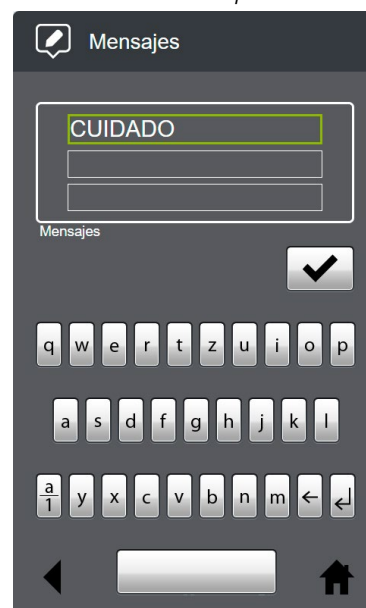 Mensajes
CUIDADO
Mensajes
q w e r t z u i o p
a s d f g h j k l
a/1 y x c v b n m ← ↵